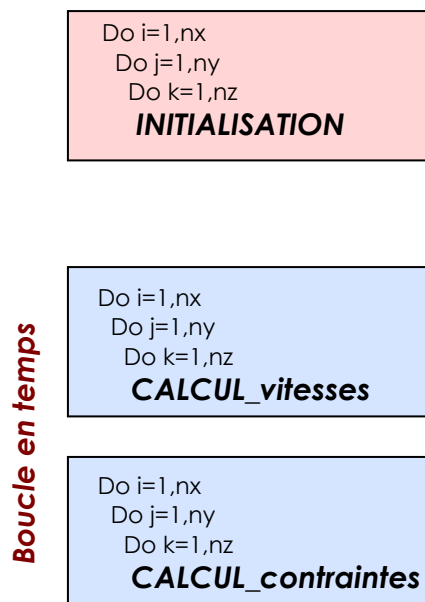 Do i=1,nx
Do j=1,ny
Do k=1,nz
INITIALISATION
Boucle en temps
Do i=1,nx
Do j=1,ny
Do k=1,nz
CALCUL_vitesses
Do i=1,nx
Do j=1,ny
Do k=1,nz
CALCUL_contraintes